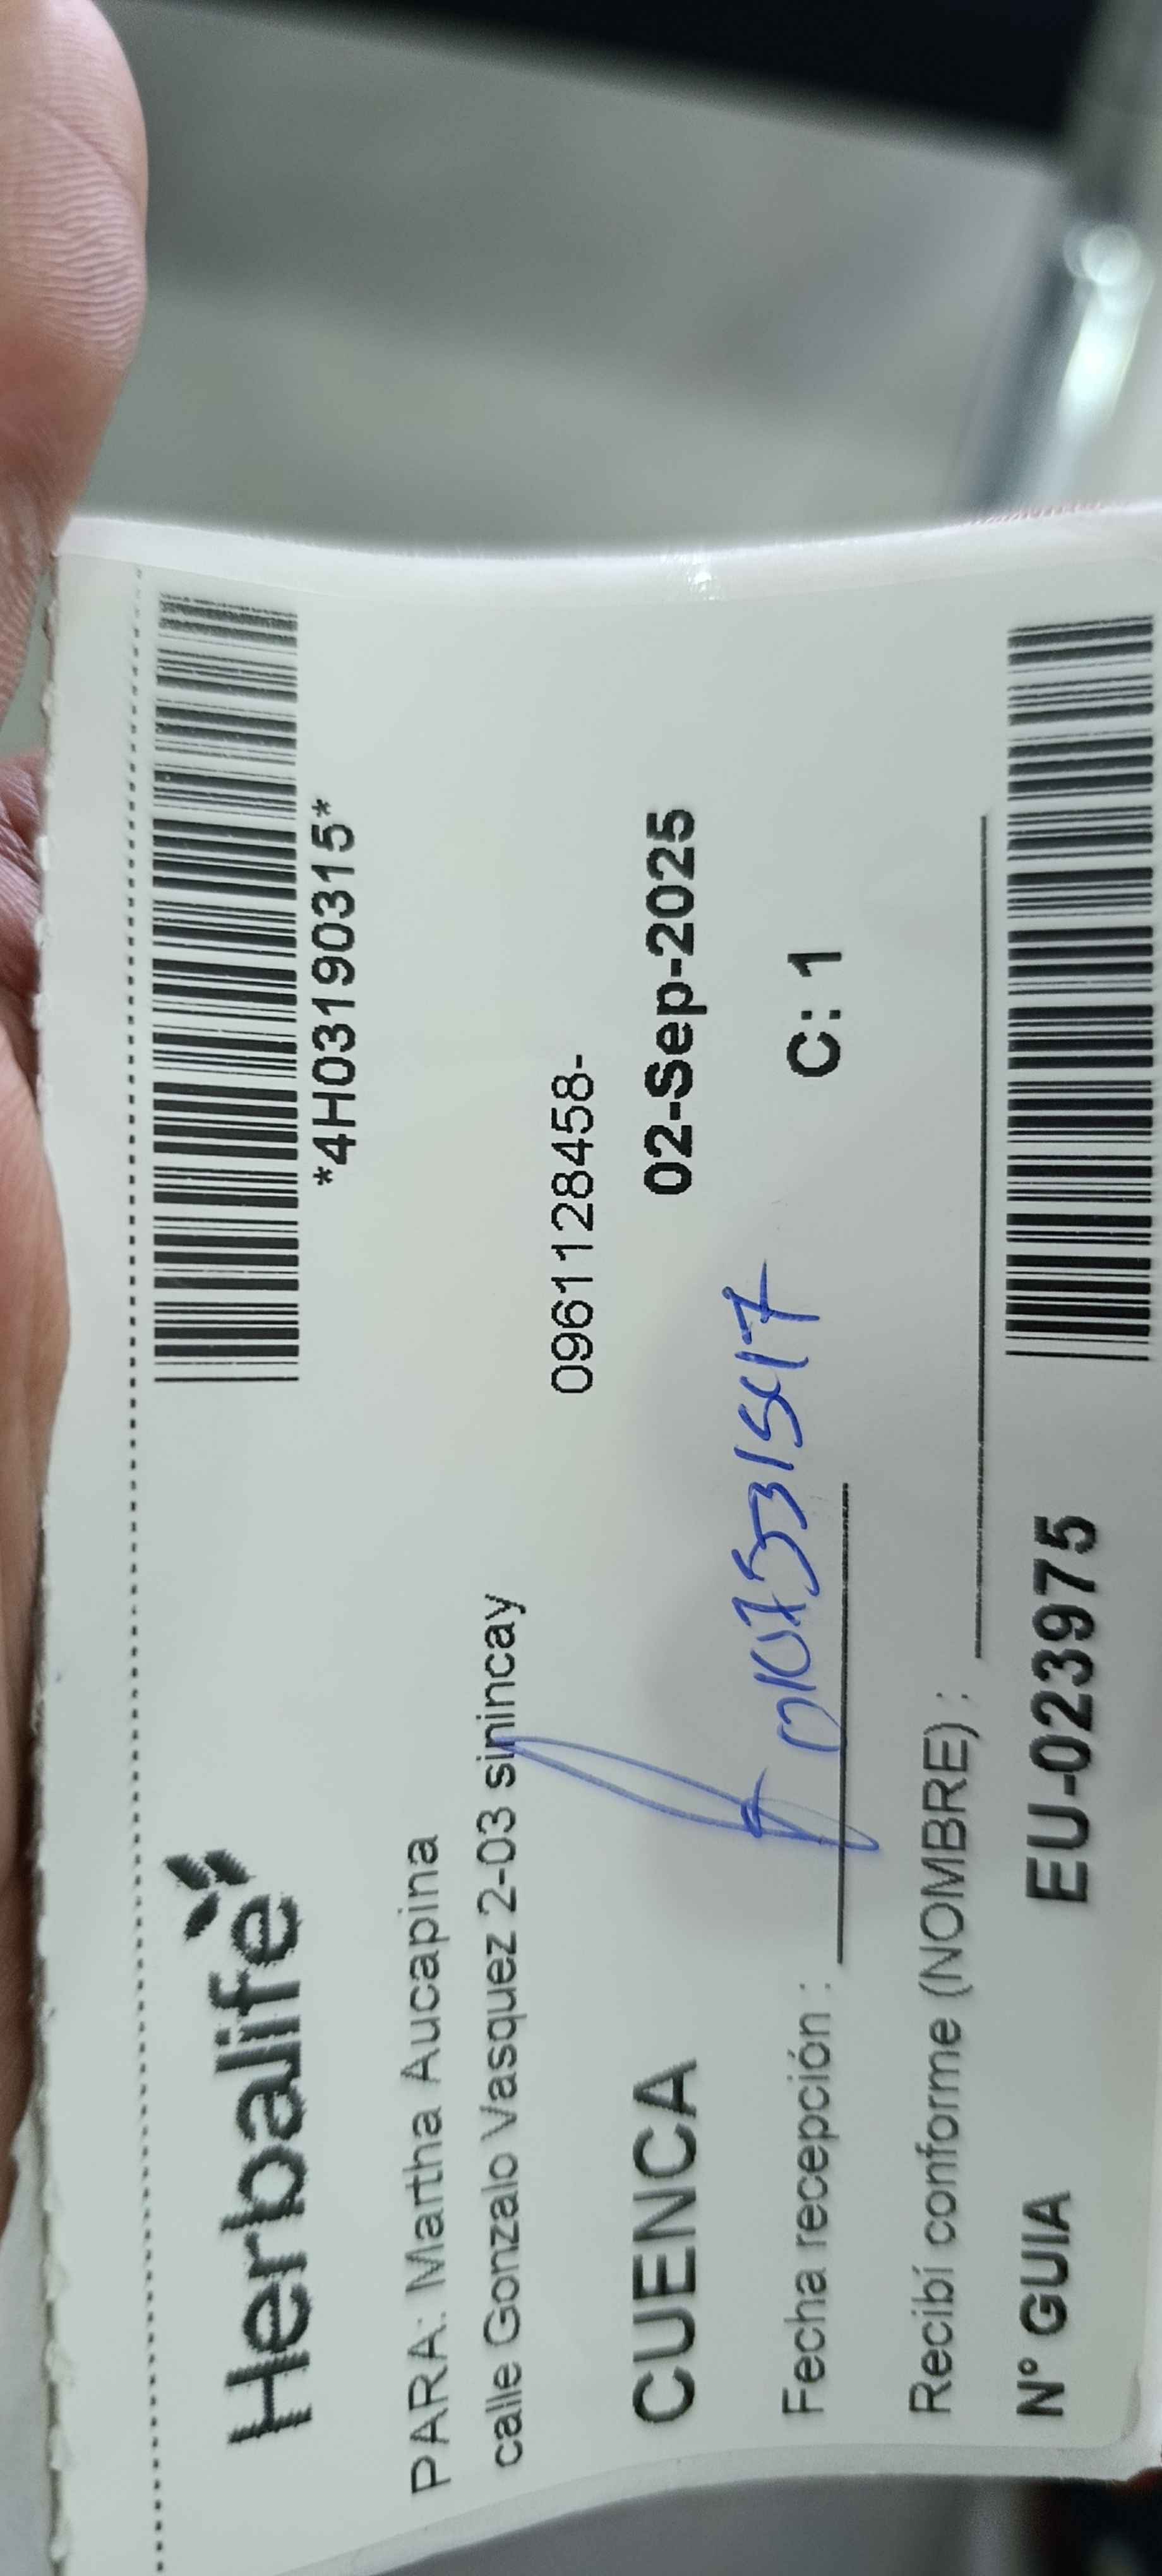 Herbalife
*4H03190315*
PARA: Martha Aucapina
calle Gonzalo Vasquez 2-03 sinincay
0961128458-
CUENCA 02-Sep-2025
Fecha recepción : C: 1
Recibí conforme (NOMBRE) :
N° GUIA EU-023975